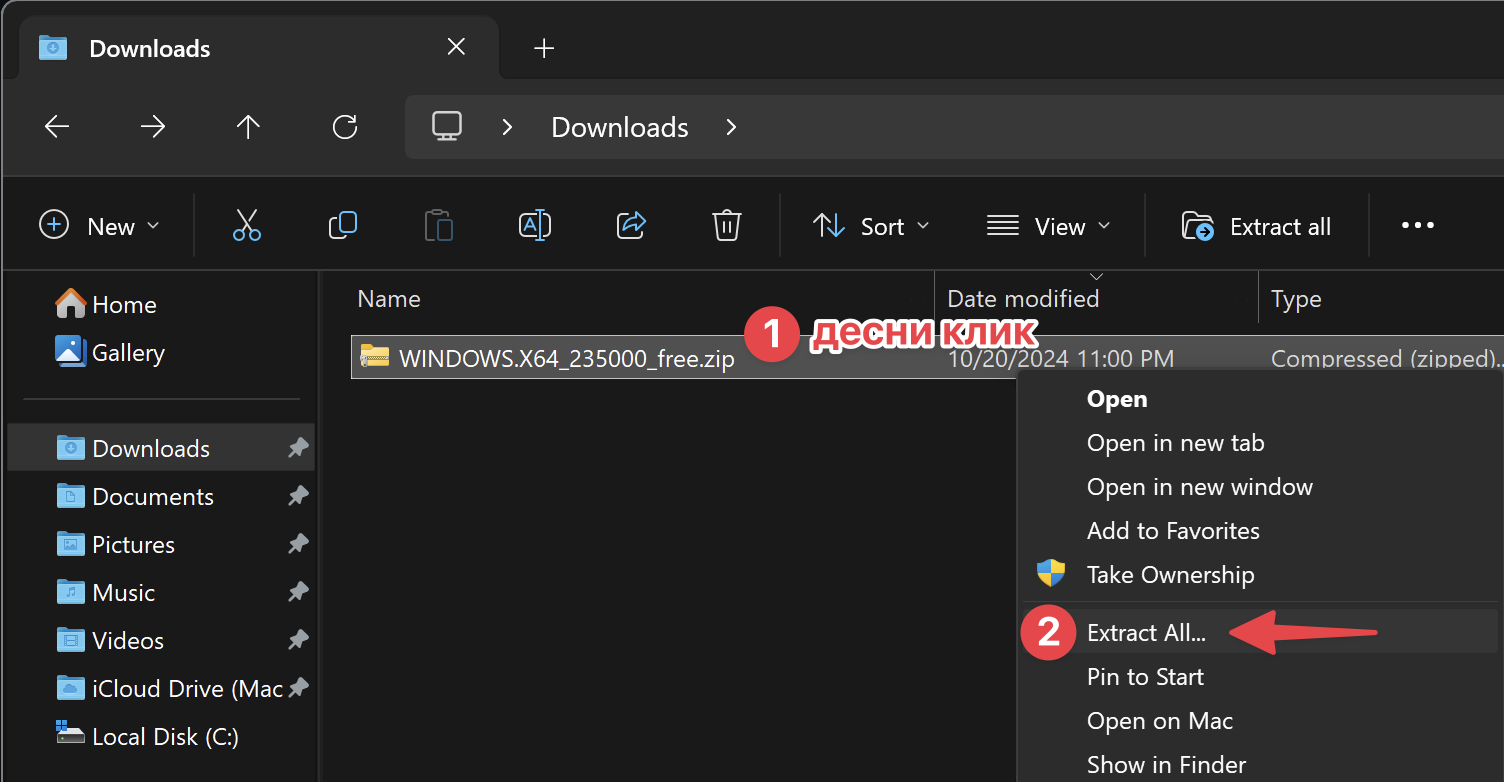 Downloads
Downloads
New
Sort
View
Extract all
Home
Gallery
Downloads
Documents
Pictures
Music
Videos
iCloud Drive (Mac
Local Disk (C:)
Name
Date modified
Type
1 десни клик
WINDOWS.X64_235000_free.zip
10/20/2024 11:00 PM
Compressed (zipped)...
Open
Open in new tab
Open in new window
Add to Favorites
Take Ownership
2 Extract All...
Pin to Start
Open on Mac
Show in Finder